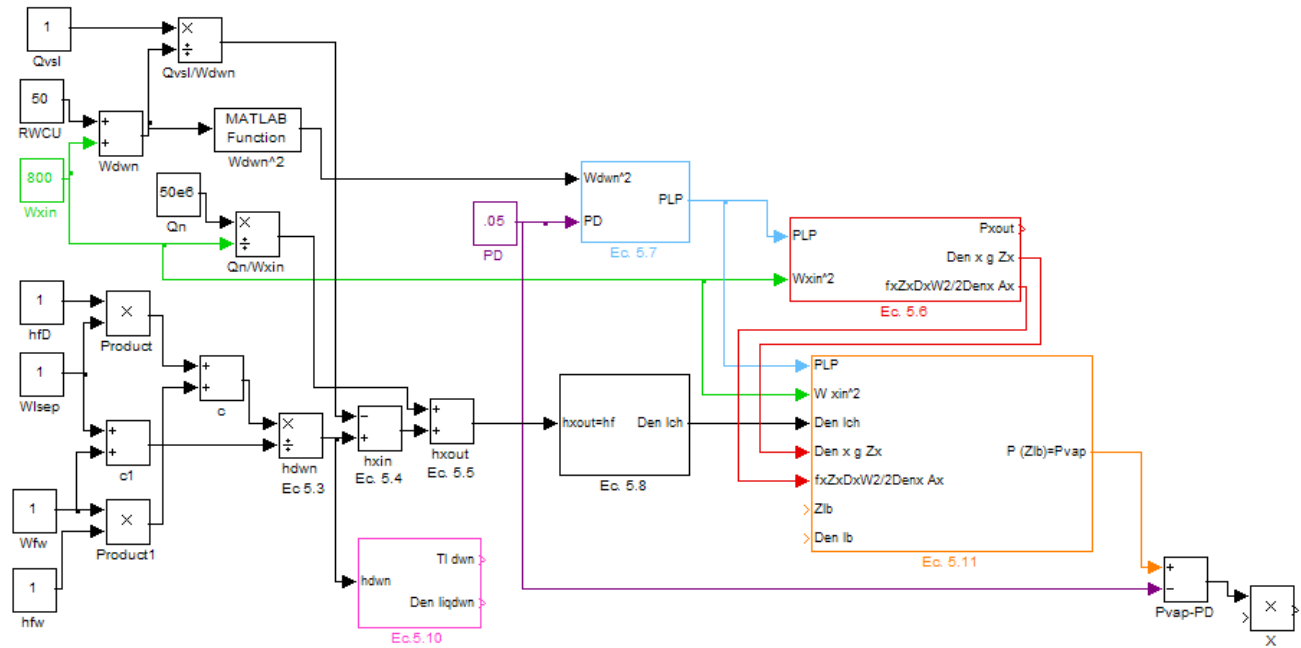 1
Qvsl
×
÷
Qvsl/Wdwn
50
RWCU
+
+
Wdwn
MATLAB
Function
Wdwn^2
800
Wxin
50e6
Qn
×
÷
Qn/Wxin
.05
PD
Wdwn^2
PLP
PD
Ec. 5.7
PLP
Pxout
Den x g Zx
Wxin^2
fxZxDxW2/2Denx Ax
Ec. 5.6
1
hfD
×
Product
1
Wlsep
+
+
c
+
+
c1
×
÷
hdwn
Ec 5.3
−
+
hxin
Ec. 5.4
+
+
hxout
Ec. 5.5
hxout=hf
Den lch
Ec. 5.8
PLP
W xin^2
Den lch
Den x g Zx
P (Zlb)=Pvap
fxZxDxW2/2Denx Ax
Zlb
Den lb
Ec. 5.11
1
Wfw
×
Product1
1
hfw
Tl dwn
hdwn
Den liqdwn
Ec.5.10
+
−
Pvap-PD
×
X